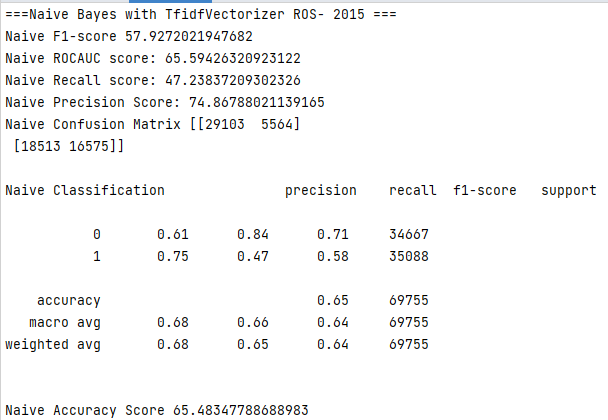 ===Naive Bayes with TfidfVectorizer ROS- 2015 ===
Naive F1-score 57.9272021947682
Naive ROCAUC score: 65.59426320923122
Naive Recall score: 47.23837209302326
Naive Precision Score: 74.86788021139165
Naive Confusion Matrix [[29103  5564]
 [18513 16575]]
Naive Classification               precision    recall  f1-score   support
           0       0.61      0.84      0.71     34667
           1       0.75      0.47      0.58     35088
    accuracy                           0.65     69755
   macro avg       0.68      0.66      0.64     69755
weighted avg       0.68      0.65      0.64     69755
Naive Accuracy Score 65.48347788688983